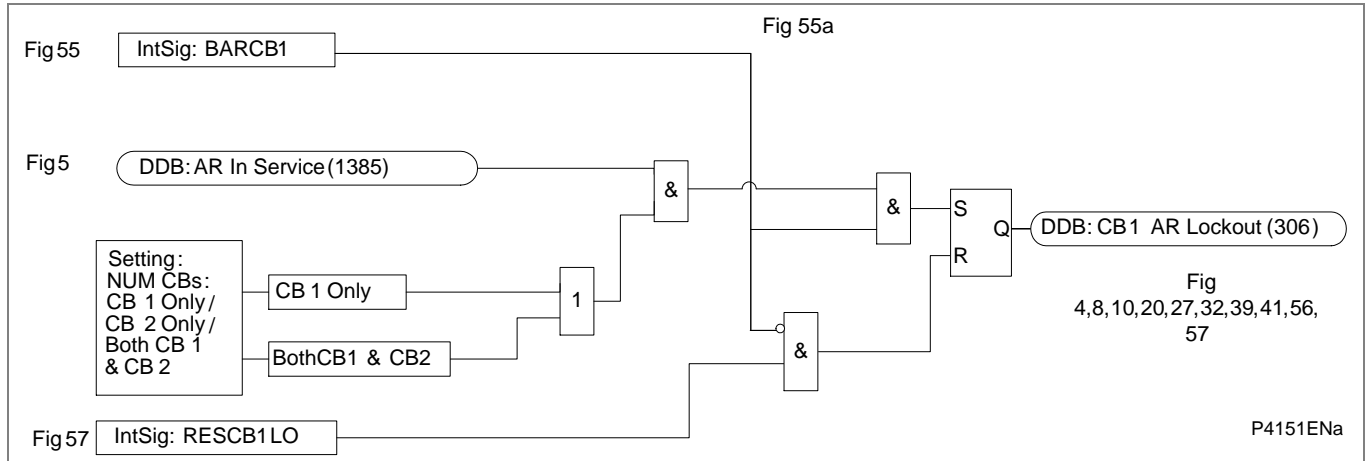 Fig 55a
Fig 55
IntSig: BARCB1
Fig 5
DDB: AR In Service (1385)
&
&
S
Q
R
DDB: CB1 AR Lockout (306)
Setting:
NUM CBs:
CB 1 Only /
CB 2 Only /
Both CB 1
& CB 2
CB 1 Only
1
BothCB1 & CB2
&
Fig
4,8,10,20,27,32,39,41,56,
57
Fig 57
IntSig: RESCB1LO
P4151ENa